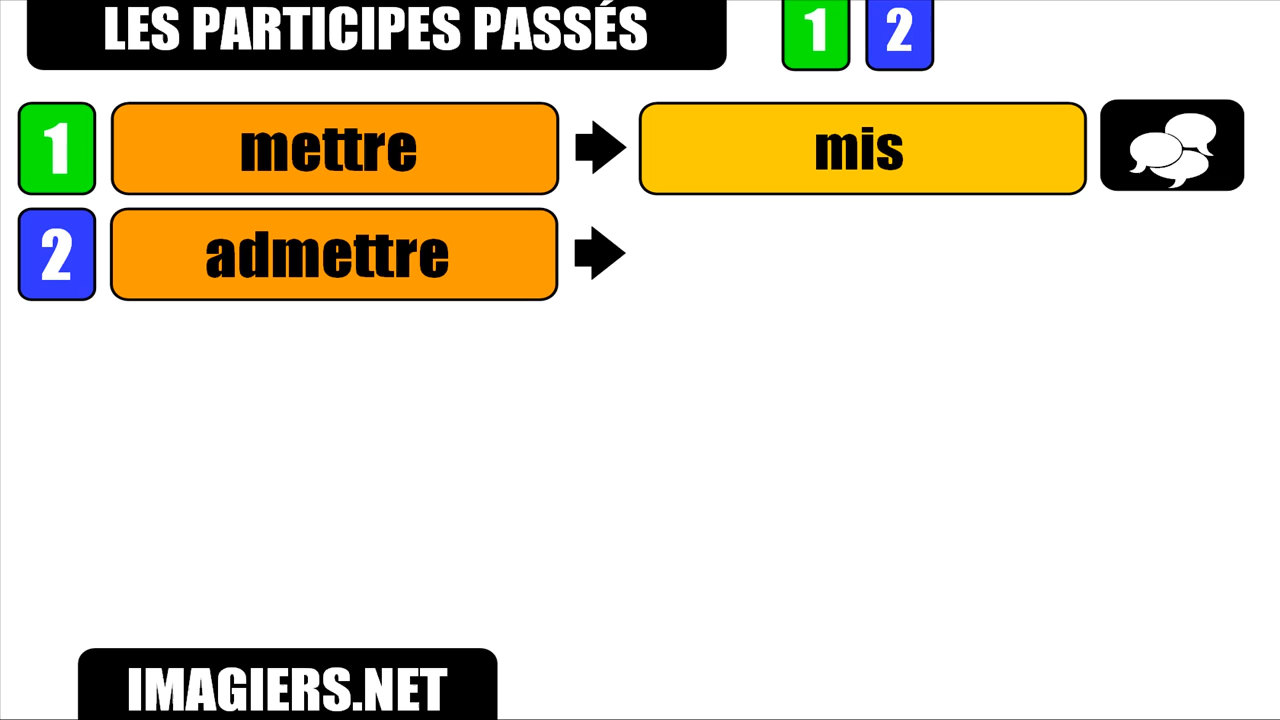 LES PARTICIPES PASSÉS 1 2
1 mettre mis
2 admettre
IMAGIERS.NET